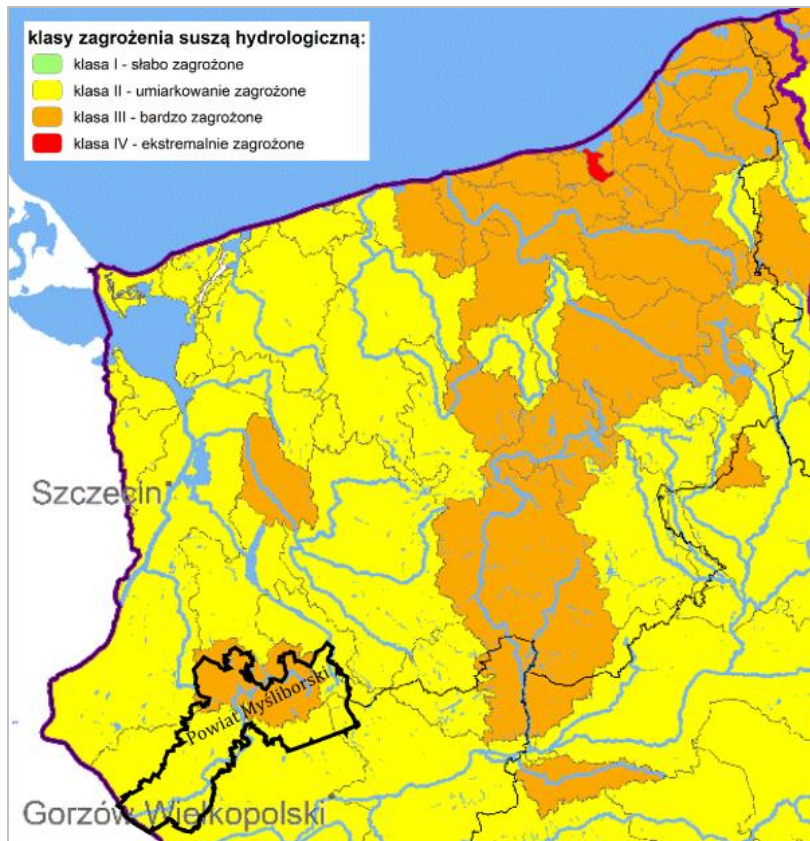 klasy zagrożenia suszą hydrologiczną:
klasa I - słabo zagrożone
klasa II - umiarkowanie zagrożone
klasa III - bardzo zagrożone
klasa IV - ekstremalnie zagrożone
Szczecin
Powiat Myśliborski
Gorzów Wielkopolski